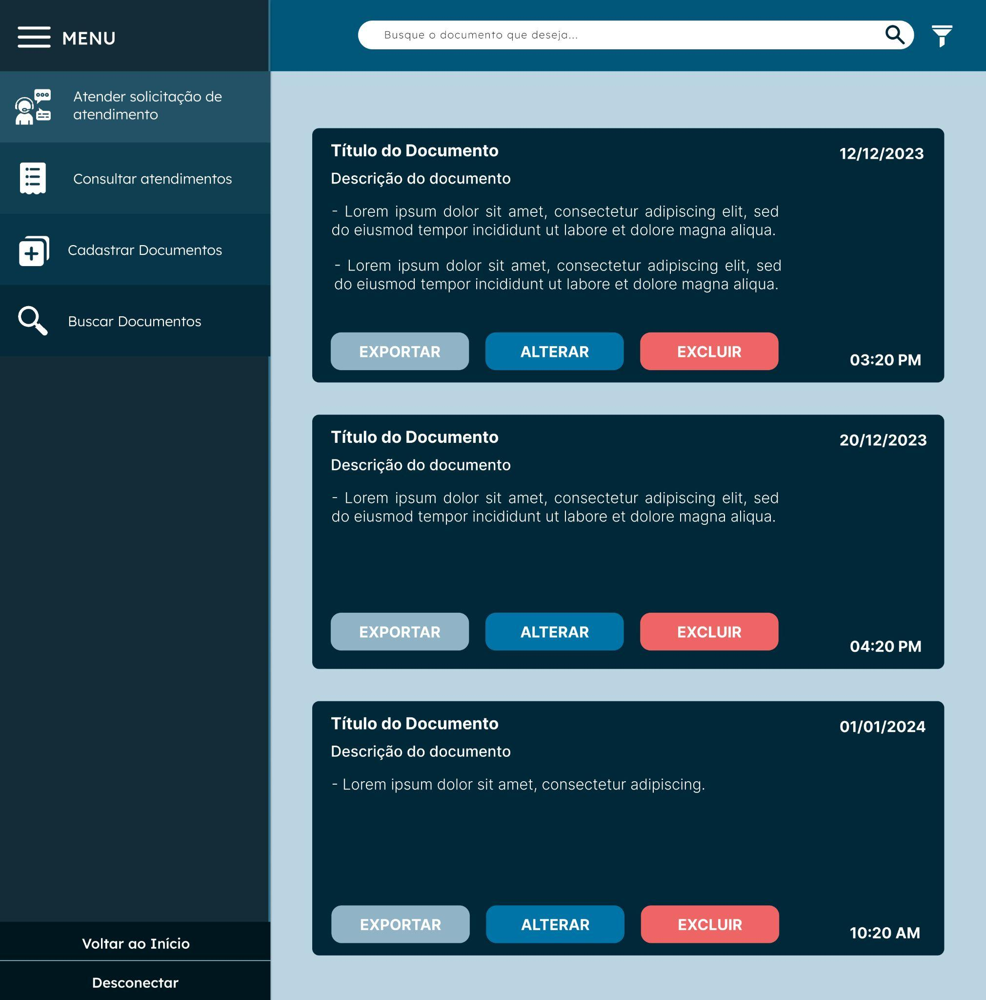 MENU
Busque o documento que deseja...
Atender solicitação de
atendimento
Consultar atendimentos
Cadastrar Documentos
Buscar Documentos
Voltar ao Início
Desconectar
Título do Documento
12/12/2023
Descrição do documento
- Lorem ipsum dolor sit amet, consectetur adipiscing elit, sed
do eiusmod tempor incididunt ut labore et dolore magna aliqua.
- Lorem ipsum dolor sit amet, consectetur adipiscing elit, sed
do eiusmod tempor incididunt ut labore et dolore magna aliqua.
EXPORTAR
ALTERAR
EXCLUIR
03:20 PM
Título do Documento
20/12/2023
Descrição do documento
- Lorem ipsum dolor sit amet, consectetur adipiscing elit, sed
do eiusmod tempor incididunt ut labore et dolore magna aliqua.
EXPORTAR
ALTERAR
EXCLUIR
04:20 PM
Título do Documento
01/01/2024
Descrição do documento
- Lorem ipsum dolor sit amet, consectetur adipiscing.
EXPORTAR
ALTERAR
EXCLUIR
10:20 AM